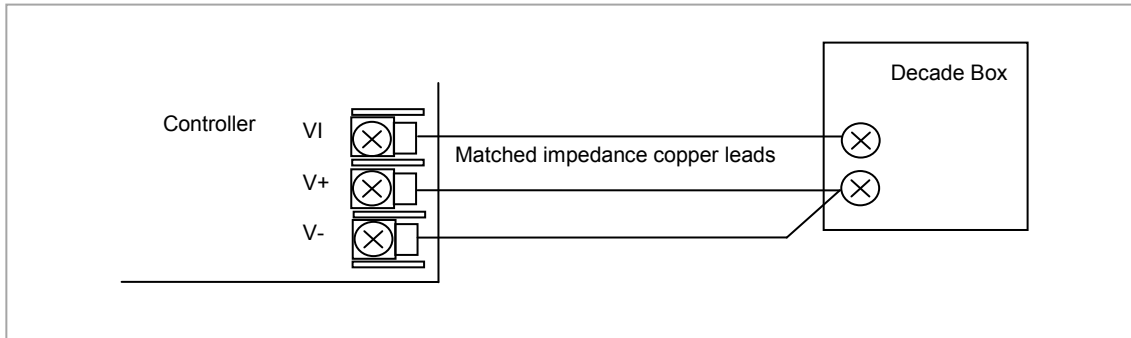 Decade Box
Controller
VI
Matched impedance copper leads
V+
V-